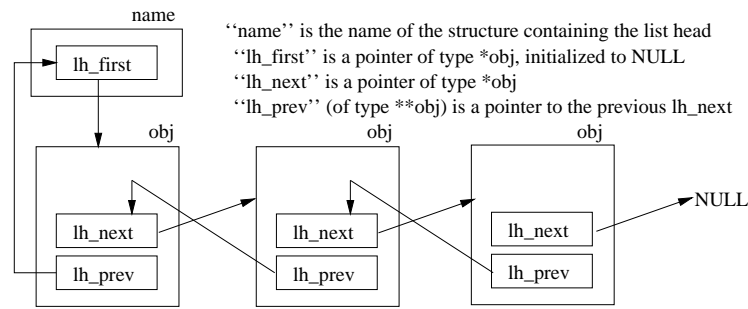 name
‘‘name’’ is the name of the structure containing the list head
lh_first
‘‘lh_first’’ is a pointer of type *obj, initialized to NULL
‘‘lh_next’’ is a pointer of type *obj
‘‘lh_prev’’ (of type **obj) is a pointer to the previous lh_next
obj
obj
obj
NULL
lh_next
lh_next
lh_next
lh_prev
lh_prev
lh_prev